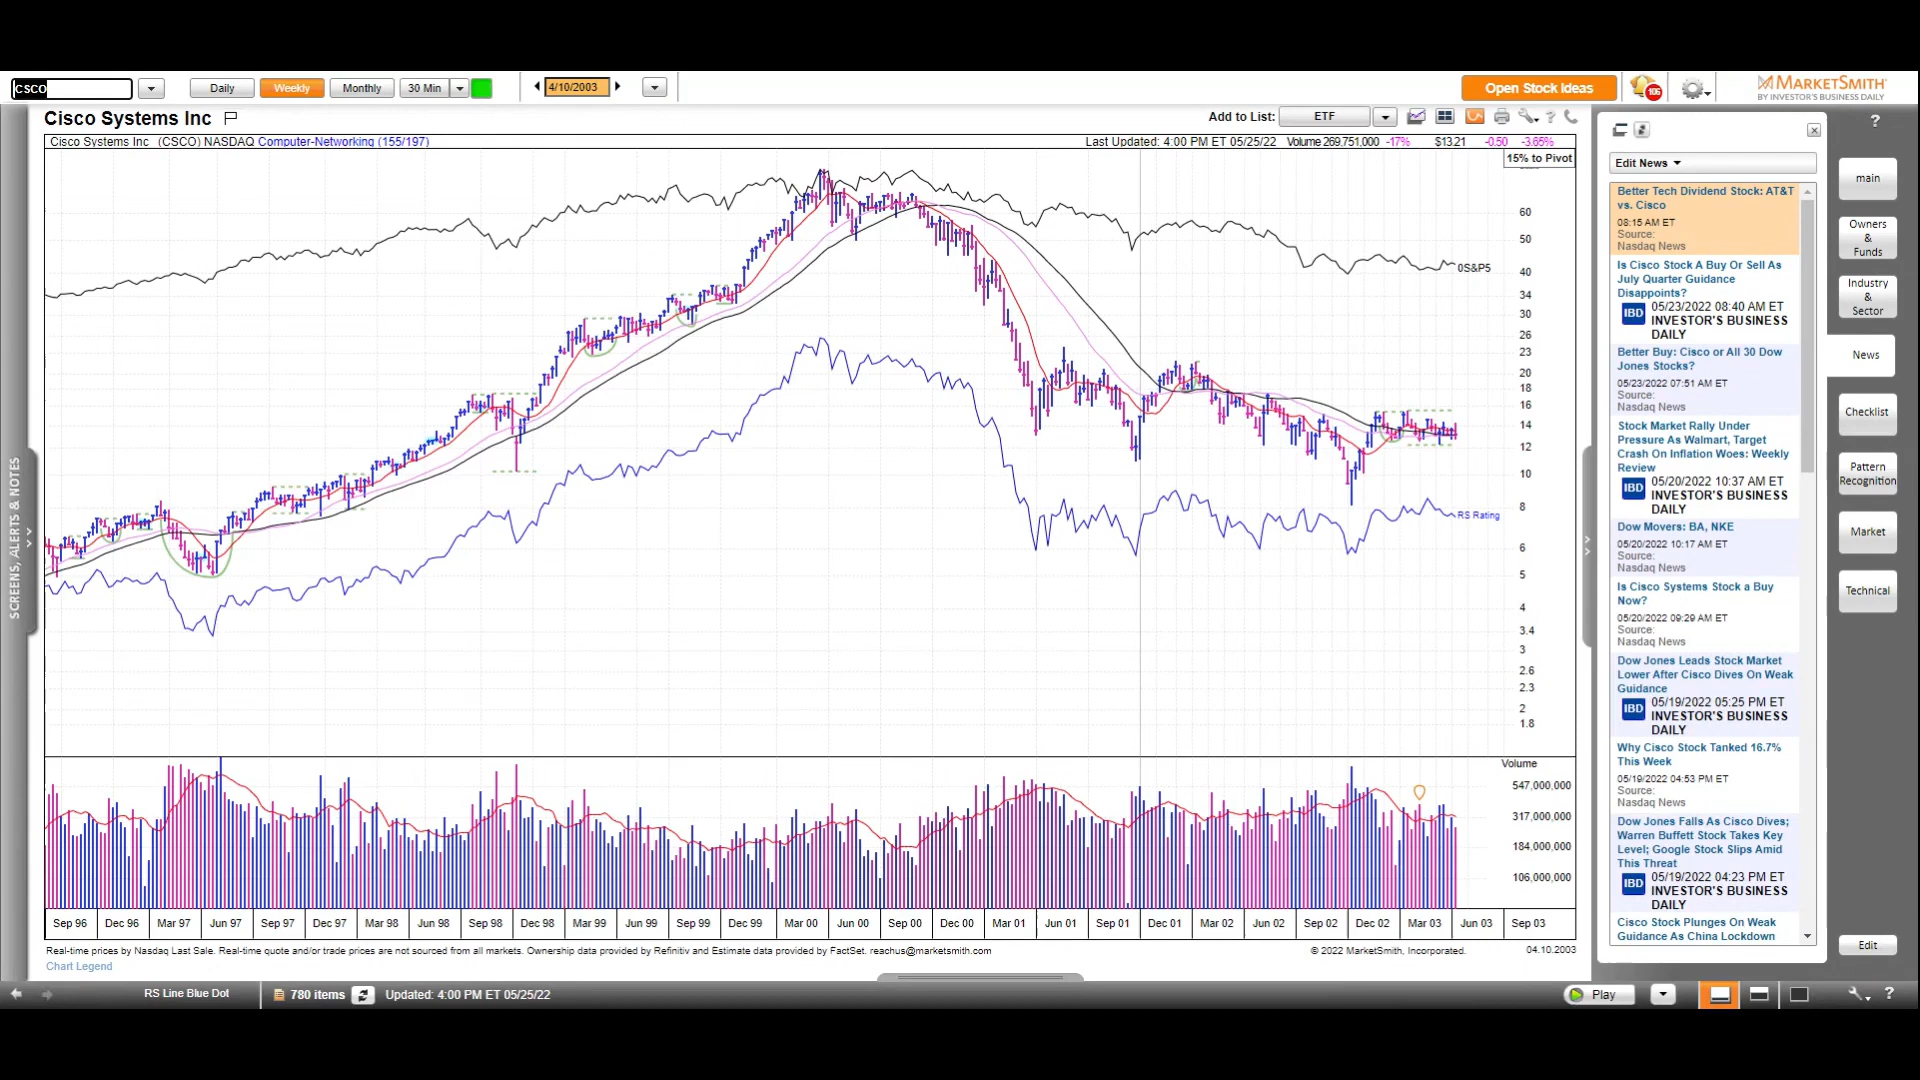 CSCO
Daily
Weekly
Monthly
30 Min
4/10/2003
Open Stock Ideas
106
MARKETSMITH
BY INVESTOR'S BUSINESS DAILY
Cisco Systems Inc
Add to List:
ETF
?
?
Cisco Systems Inc (CSCO) NASDAQ Computer-Networking (155/197)
Last Updated: 4:00 PM ET 05/25/22 Volume 269,751,000 -17% $13.21 -0.50 -3.65%
15% to Pivot
60
50
40
34
30
26
23
20
18
16
14
12
10
8
6
5
4
3.4
3
2.6
2.3
2
1.8
0S&P5
RS Rating
Volume
547,000,000
317,000,000
184,000,000
106,000,000
Sep 96 Dec 96 Mar 97 Jun 97 Sep 97 Dec 97 Mar 98 Jun 98 Sep 98 Dec 98 Mar 99 Jun 99 Sep 99 Dec 99 Mar 00 Jun 00 Sep 00 Dec 00 Mar 01 Jun 01 Sep 01 Dec 01 Mar 02 Jun 02 Sep 02 Dec 02 Mar 03 Jun 03 Sep 03
Real-time prices by Nasdaq Last Sale. Real-time quote and/or trade prices are not sourced from all markets. Ownership data provided by Refinitiv and Estimate data provided by FactSet. reachus@marketsmith.com
© 2022 MarketSmith, Incorporated.
04.10.2003
Chart Legend
SCREENS, ALERTS & NOTES
Edit News
Better Tech Dividend Stock: AT&T
vs. Cisco
08:15 AM ET
Source:
Nasdaq News
Is Cisco Stock A Buy Or Sell As
July Quarter Guidance
Disappoints?
IBD
05/23/2022 08:40 AM ET
INVESTOR'S BUSINESS
DAILY
Better Buy: Cisco or All 30 Dow
Jones Stocks?
05/23/2022 07:51 AM ET
Source:
Nasdaq News
Stock Market Rally Under
Pressure As Walmart, Target
Crash On Inflation Woes: Weekly
Review
IBD
05/20/2022 10:37 AM ET
INVESTOR'S BUSINESS
DAILY
Dow Movers: BA, NKE
05/20/2022 10:17 AM ET
Source:
Nasdaq News
Is Cisco Systems Stock a Buy
Now?
05/20/2022 09:29 AM ET
Source:
Nasdaq News
Dow Jones Leads Stock Market
Lower After Cisco Dives On Weak
Guidance
IBD
05/19/2022 05:25 PM ET
INVESTOR'S BUSINESS
DAILY
Why Cisco Stock Tanked 16.7%
This Week
05/19/2022 04:53 PM ET
Source:
Nasdaq News
Dow Jones Falls As Cisco Dives;
Warren Buffett Stock Takes Key
Level; Google Stock Slips Amid
This Threat
IBD
05/19/2022 04:23 PM ET
INVESTOR'S BUSINESS
DAILY
Cisco Stock Plunges On Weak
Guidance As China Lockdown
main
Owners
&
Funds
Industry
&
Sector
News
Checklist
Pattern
Recognition
Market
Technical
Edit
RS Line Blue Dot
780 items
Updated: 4:00 PM ET 05/25/22
Play
?